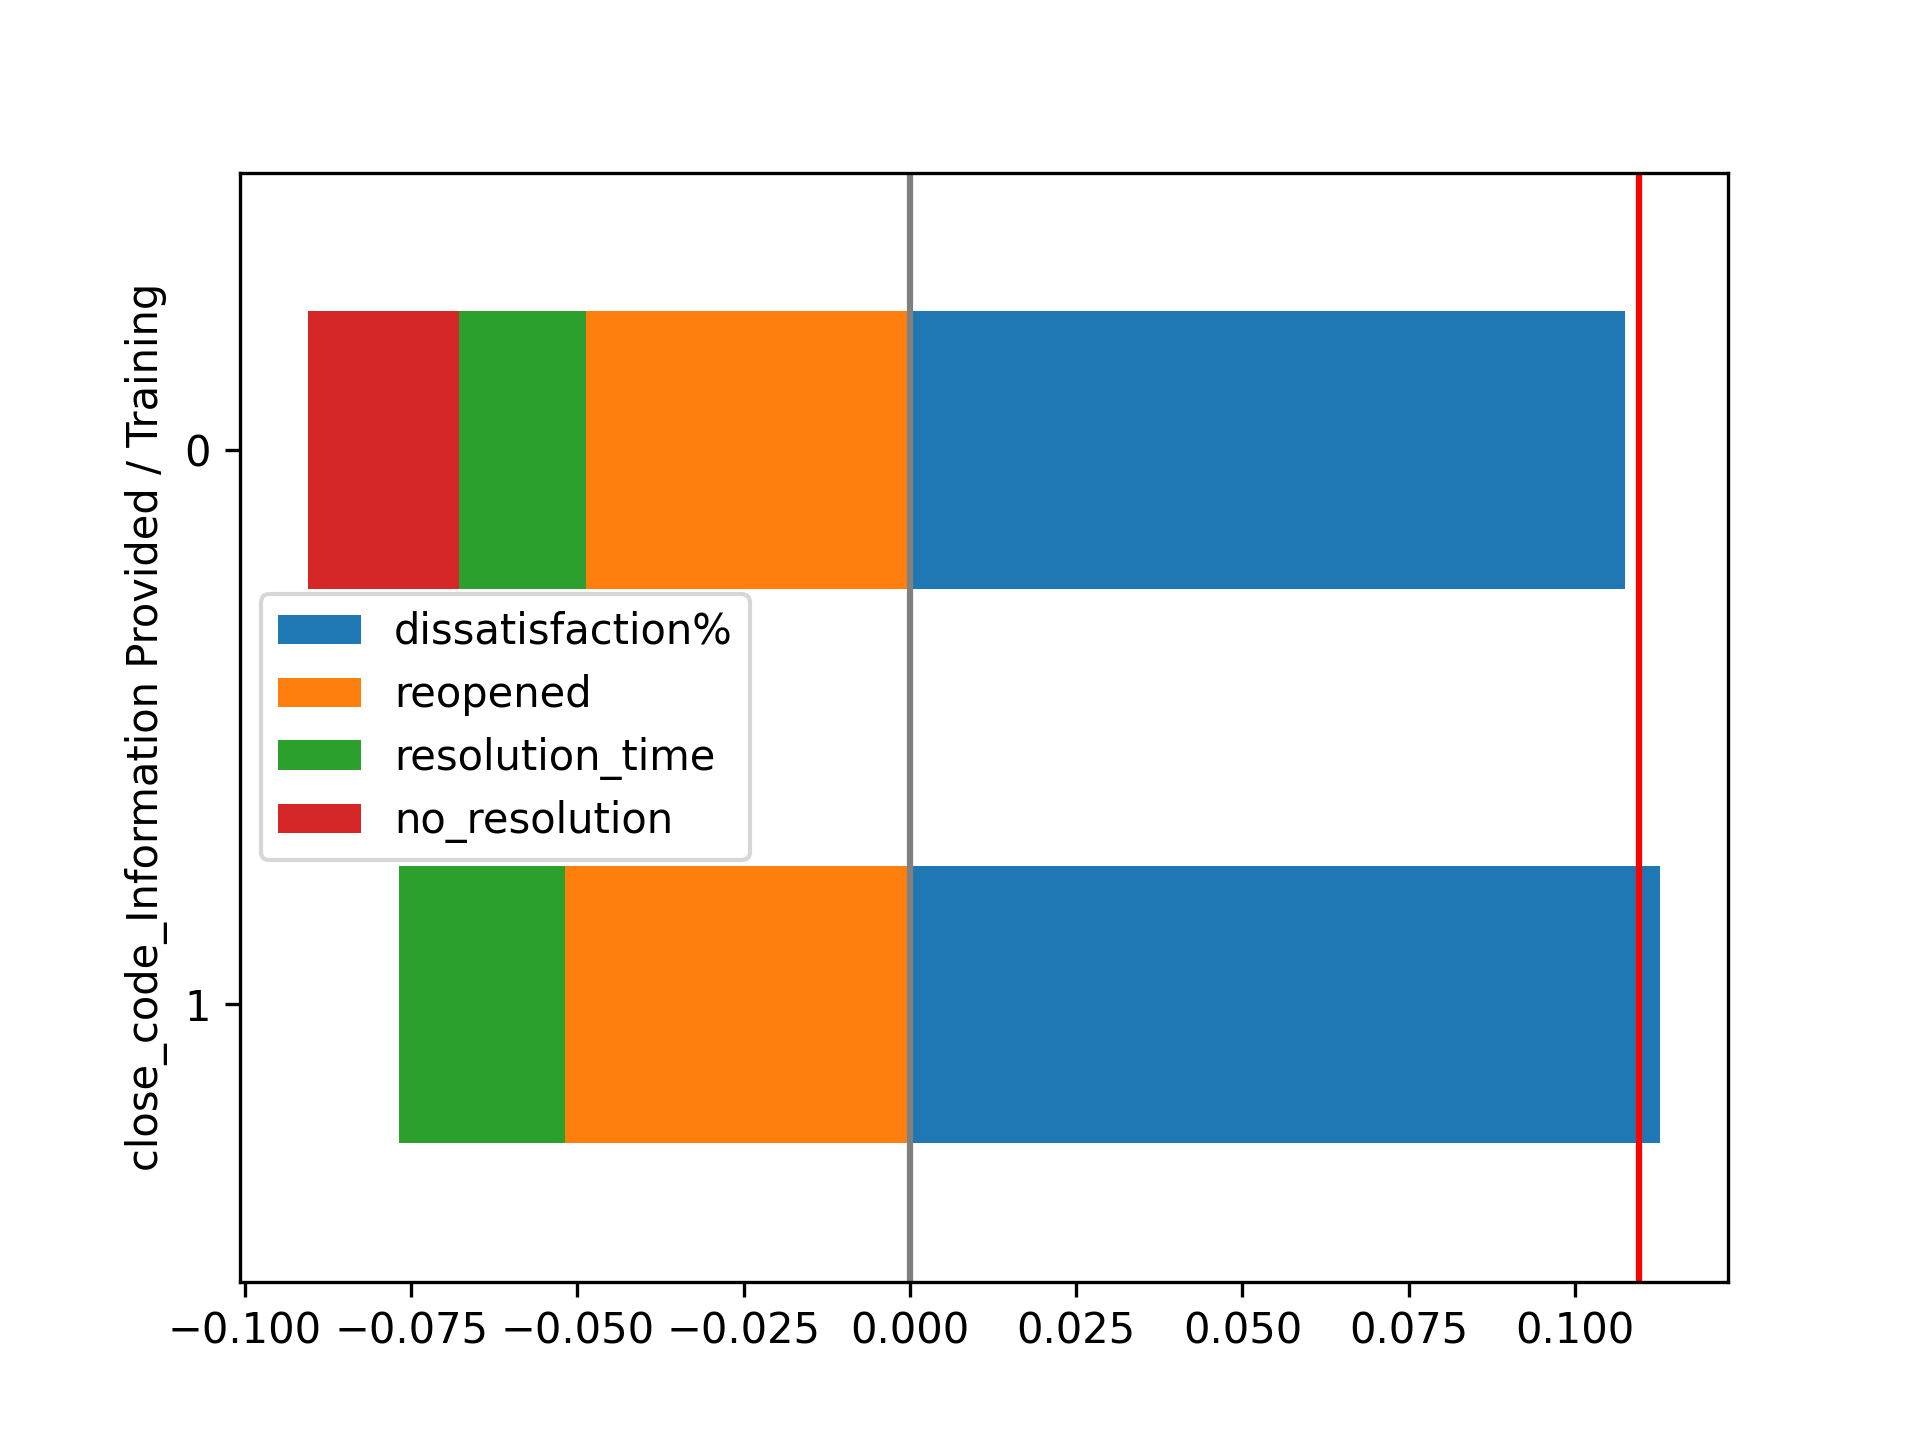 close_code_Information Provided / Training
0
1
dissatisfaction%
reopened
resolution_time
no_resolution
−0.100 −0.075 −0.050 −0.025 0.000 0.025 0.050 0.075 0.100